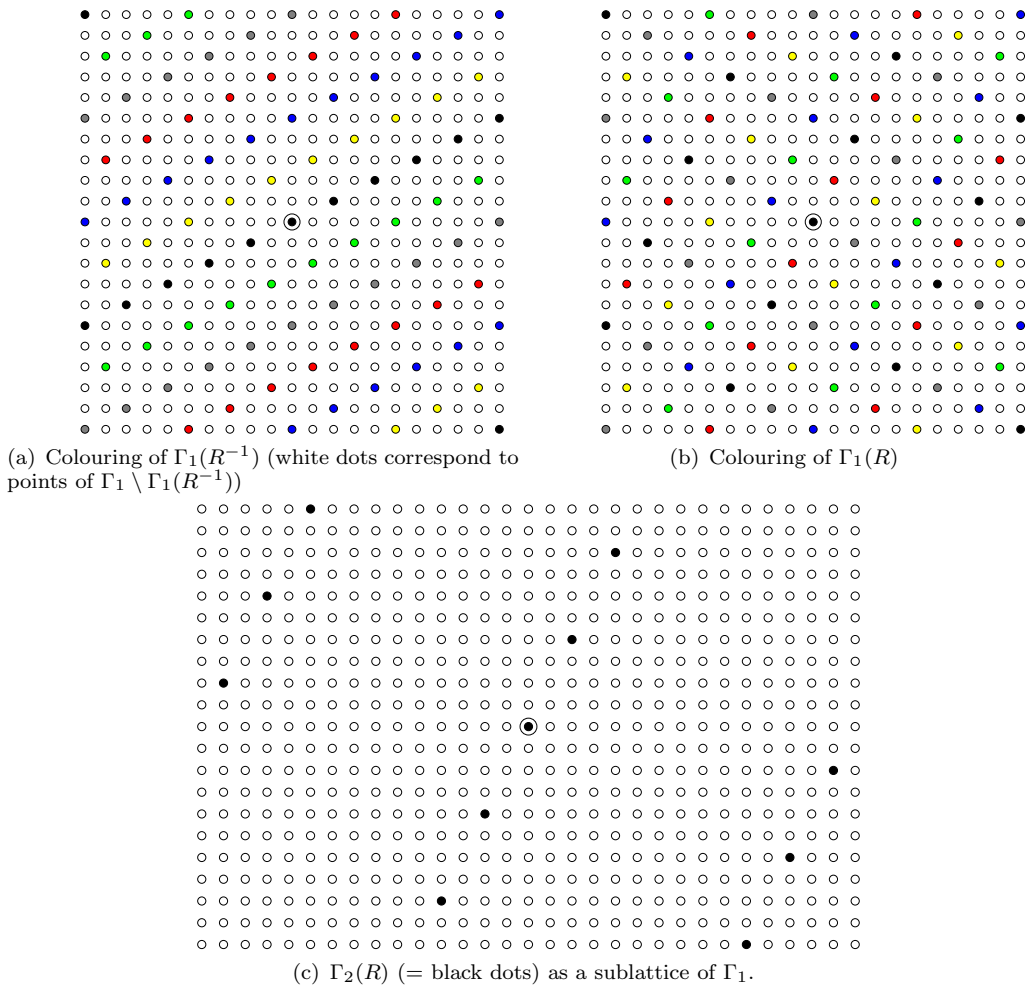 (a) Colouring of Γ₁(R⁻¹) (white dots correspond to
points of Γ₁ \ Γ₁(R⁻¹))
(b) Colouring of Γ₁(R)
(c) Γ₂(R) (= black dots) as a sublattice of Γ₁.